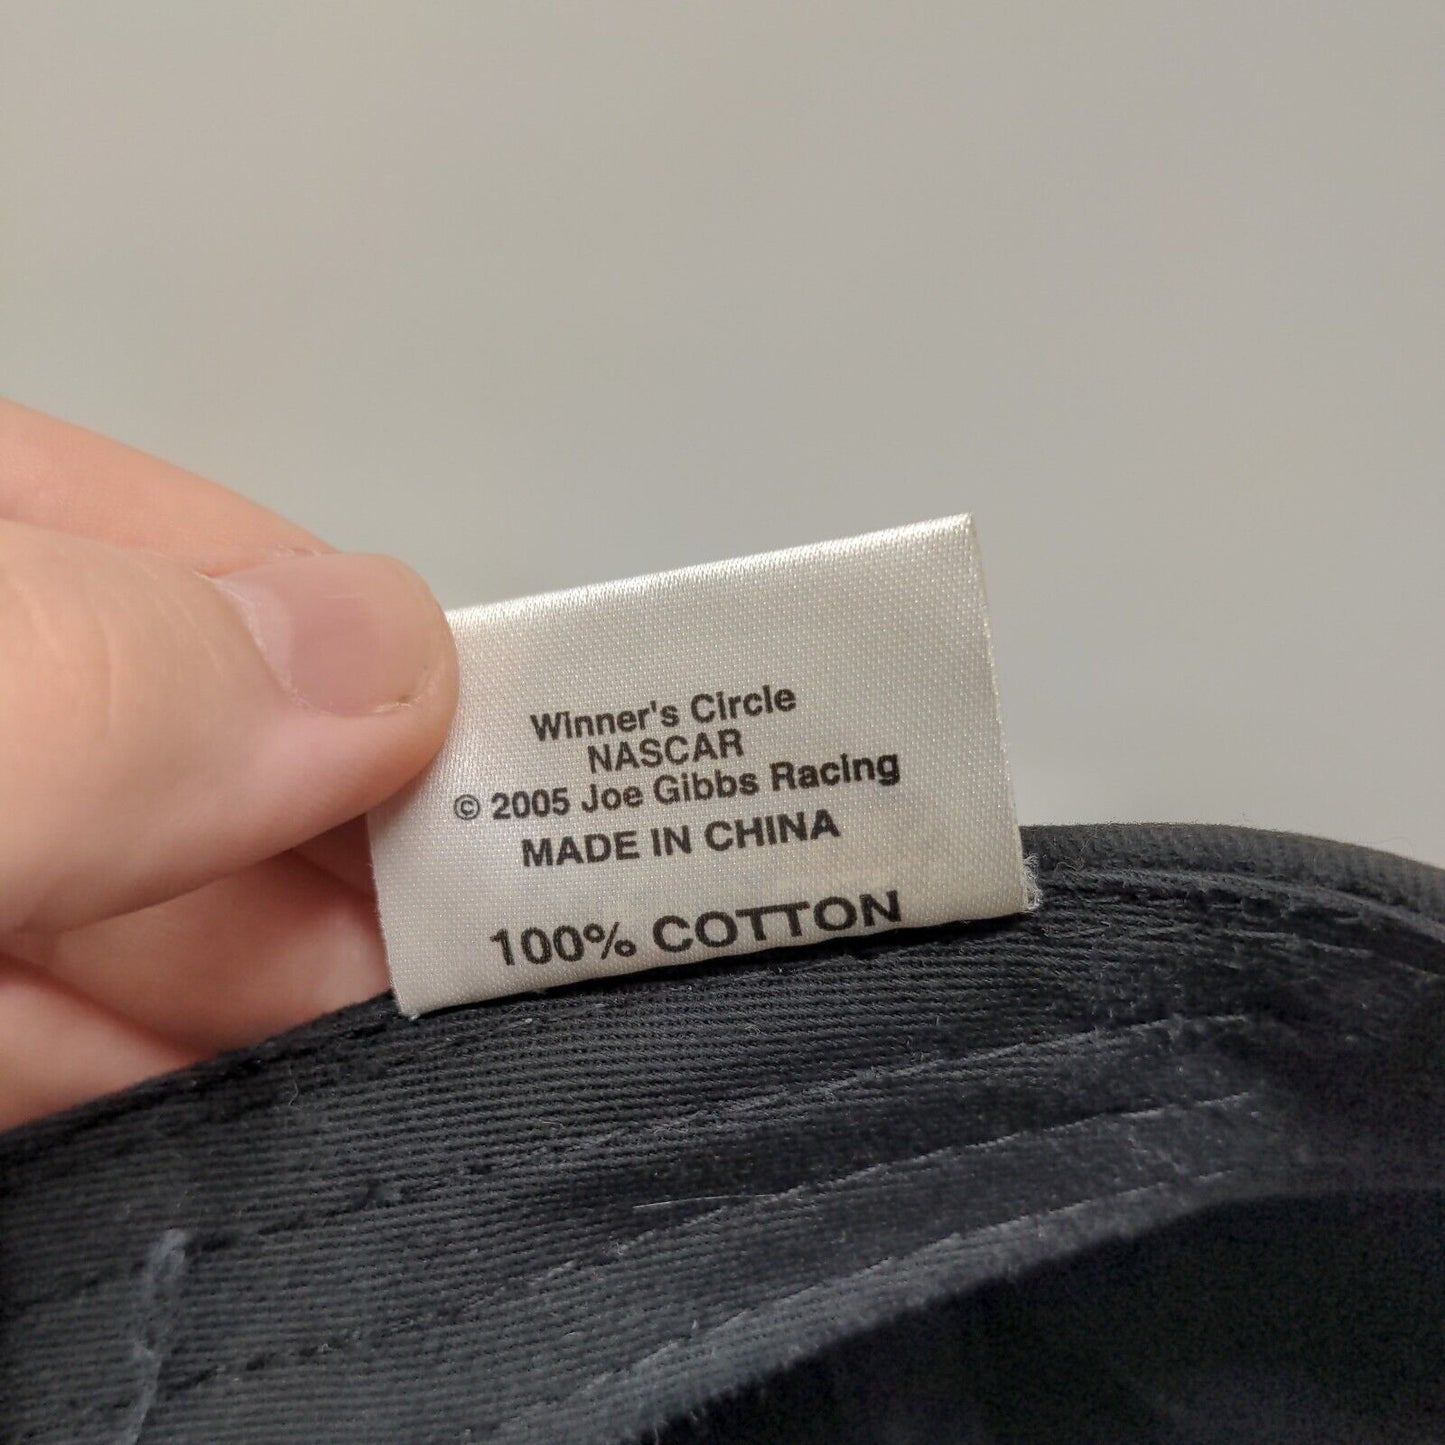 Winner's Circle
NASCAR
© 2005 Joe Gibbs Racing
MADE IN CHINA
100% COTTON